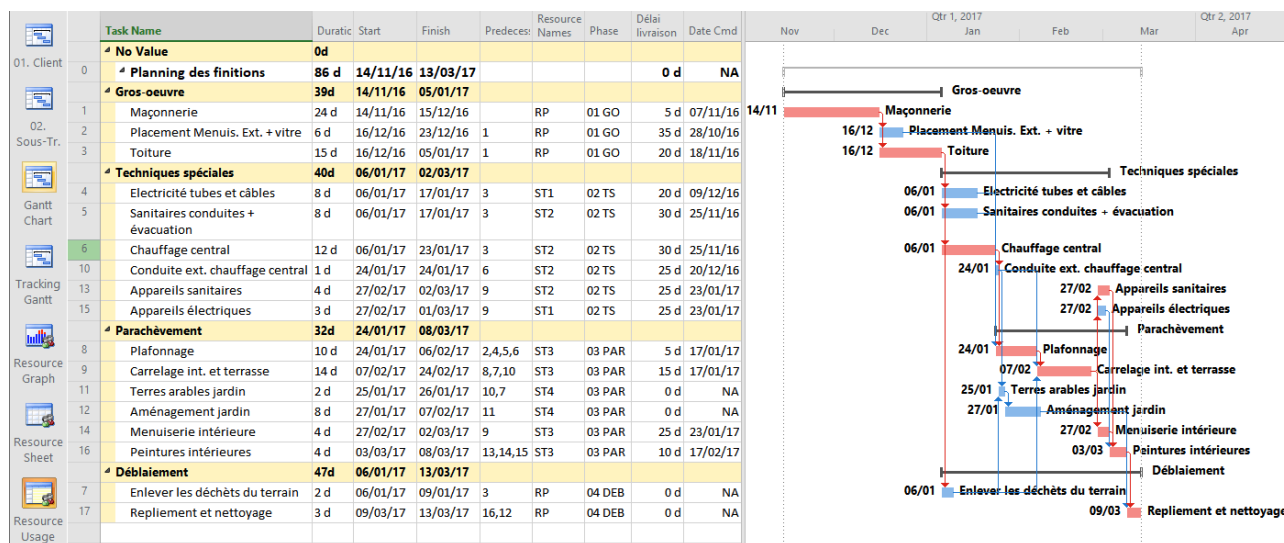 Qtr 1, 2017 Qtr 2, 2017
Task Name Duratic Start Finish Predeces: Resource Names Phase Délai livraison Date Cmd Nov Dec Jan Feb Mar Apr
No Value 0d
0 Planning des finitions 86 d 14/11/16 13/03/17 0 d NA
Gros-oeuvre 39d 14/11/16 05/01/17 Gros-oeuvre
1 Maçonnerie 24 d 14/11/16 15/12/16 RP 01 GO 5 d 07/11/16 14/11 Maçonnerie
2 Placement Menuis. Ext. + vitre 6 d 16/12/16 23/12/16 1 RP 01 GO 35 d 28/10/16 16/12 Placement Menuis. Ext. + vitre
3 Toiture 15 d 16/12/16 05/01/17 1 RP 01 GO 20 d 18/11/16 16/12 Toiture
Techniques spéciales 40d 06/01/17 02/03/17 Techniques spéciales
4 Electricité tubes et câbles 8 d 06/01/17 17/01/17 3 ST1 02 TS 20 d 09/12/16 06/01 Electricité tubes et câbles
5 Sanitaires conduites + évacuation 8 d 06/01/17 17/01/17 3 ST2 02 TS 30 d 25/11/16 06/01 Sanitaires conduites + évacuation
6 Chauffage central 12 d 06/01/17 23/01/17 3 ST2 02 TS 30 d 25/11/16 06/01 Chauffage central
10 Conduite ext. chauffage central 1 d 24/01/17 24/01/17 6 ST2 02 TS 25 d 20/12/16 24/01 Conduite ext. chauffage central
13 Appareils sanitaires 4 d 27/02/17 02/03/17 9 ST2 02 TS 25 d 23/01/17 27/02 Appareils sanitaires
15 Appareils électriques 3 d 27/02/17 01/03/17 9 ST1 02 TS 25 d 23/01/17 27/02 Appareils électriques
Parachèvement 32d 24/01/17 08/03/17 Parachèvement
8 Plafonnage 10 d 24/01/17 06/02/17 2,4,5,6 ST3 03 PAR 5 d 17/01/17 24/01 Plafonnage
9 Carrelage int. et terrasse 14 d 07/02/17 24/02/17 8,7,10 ST3 03 PAR 15 d 17/01/17 07/02 Carrelage int. et terrasse
11 Terres arables jardin 2 d 25/01/17 26/01/17 10,7 ST4 03 PAR 0 d NA 25/01 Terres arables jardin
12 Aménagement jardin 8 d 27/01/17 07/02/17 11 ST4 03 PAR 0 d NA 27/01 Aménagement jardin
14 Menuiserie intérieure 4 d 27/02/17 02/03/17 9 ST3 03 PAR 25 d 23/01/17 27/02 Menuiserie intérieure
16 Peintures intérieures 4 d 03/03/17 08/03/17 13,14,15 ST3 03 PAR 10 d 17/02/17 03/03 Peintures intérieures
Déblaiement 47d 06/01/17 13/03/17 Déblaiement
7 Enlever les déchèts du terrain 2 d 06/01/17 09/01/17 3 RP 04 DEB 0 d NA 06/01 Enlever les déchèts du terrain
17 Repliement et nettoyage 3 d 09/03/17 13/03/17 16,12 RP 04 DEB 0 d NA 09/03 Repliement et nettoyage
01. Client
02.
Sous-Tr.
Gantt
Chart
Tracking
Gantt
Resource
Graph
Resource
Sheet
Resource
Usage